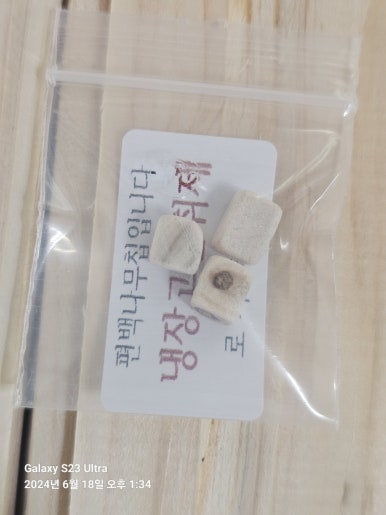 편백나무칩입니다
냉장고 취제
로
Galaxy S23 Ultra
2024년 6월 18일 오후 1:34